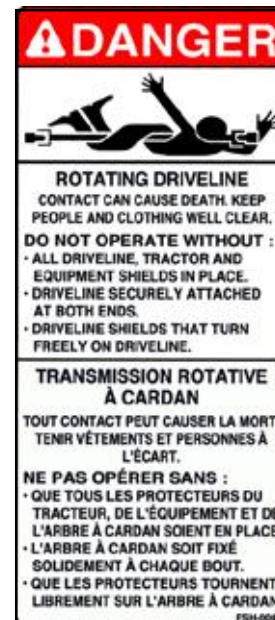 DANGER
ROTATING DRIVELINE
CONTACT CAN CAUSE DEATH. KEEP
PEOPLE AND CLOTHING WELL CLEAR.
DO NOT OPERATE WITHOUT :
• ALL DRIVELINE, TRACTOR AND
EQUIPMENT SHIELDS IN PLACE.
• DRIVELINE SECURELY ATTACHED
AT BOTH ENDS.
• DRIVELINE SHIELDS THAT TURN
FREELY ON DRIVELINE.
TRANSMISSION ROTATIVE
À CARDAN
TOUT CONTACT PEUT CAUSER LA MORT
TENIR VÊTEMENTS ET PERSONNES À
L'ÉCART.
NE PAS OPÉRER SANS :
• QUE TOUS LES PROTECTEURS DU
TRACTEUR, DE L'ÉQUIPEMENT ET DE
L'ARBRE À CARDAN SOIENT EN PLACE
• L'ARBRE À CARDAN SOIT FIXÉ
SOLIDEMENT À CHAQUE BOUT.
• QUE LES PROTECTEURS TOURNENT
LIBREMENT SUR L'ARBRE À CARDAN